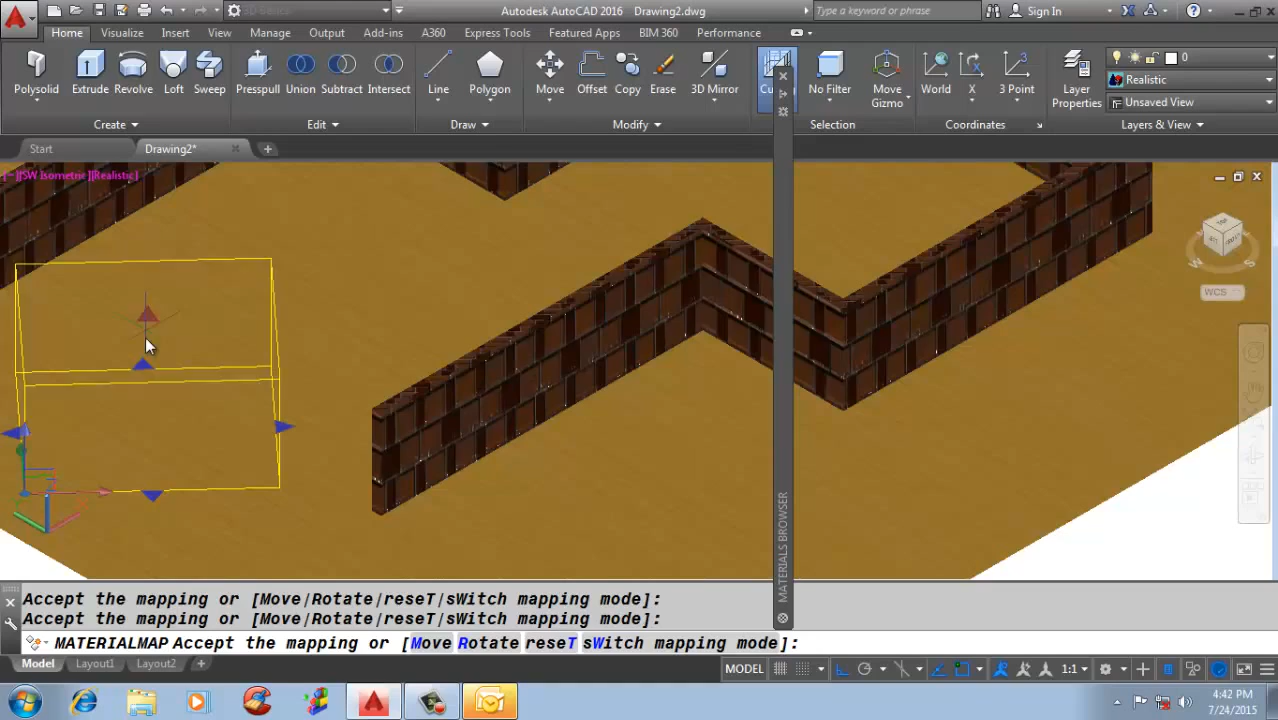 3D Basics
Autodesk AutoCAD 2016 Drawing2.dwg
Type a keyword or phrase
Sign In
Home Visualize Insert View Manage Output Add-ins A360 Express Tools Featured Apps BIM 360 Performance
Polysolid Extrude Revolve Loft Sweep Presspull Union Subtract Intersect Line Polygon Move Offset Copy Erase 3D Mirror No Filter Move Gizmo World X 3 Point Layer Properties
0
Realistic
Unsaved View
Create Edit Draw Modify Selection Coordinates Layers & View
Start Drawing2* +
[−][SW Isometric][Realistic]
TOP
W S
WCS
MATERIALS BROWSER
Accept the mapping or [Move/Rotate/reseT/sWitch mapping mode]:
Accept the mapping or [Move/Rotate/reseT/sWitch mapping mode]:
MATERIALMAP Accept the mapping or [Move Rotate reseT sWitch mapping mode]:
Model Layout1 Layout2 +
MODEL 1:1
4:42 PM
7/24/2015